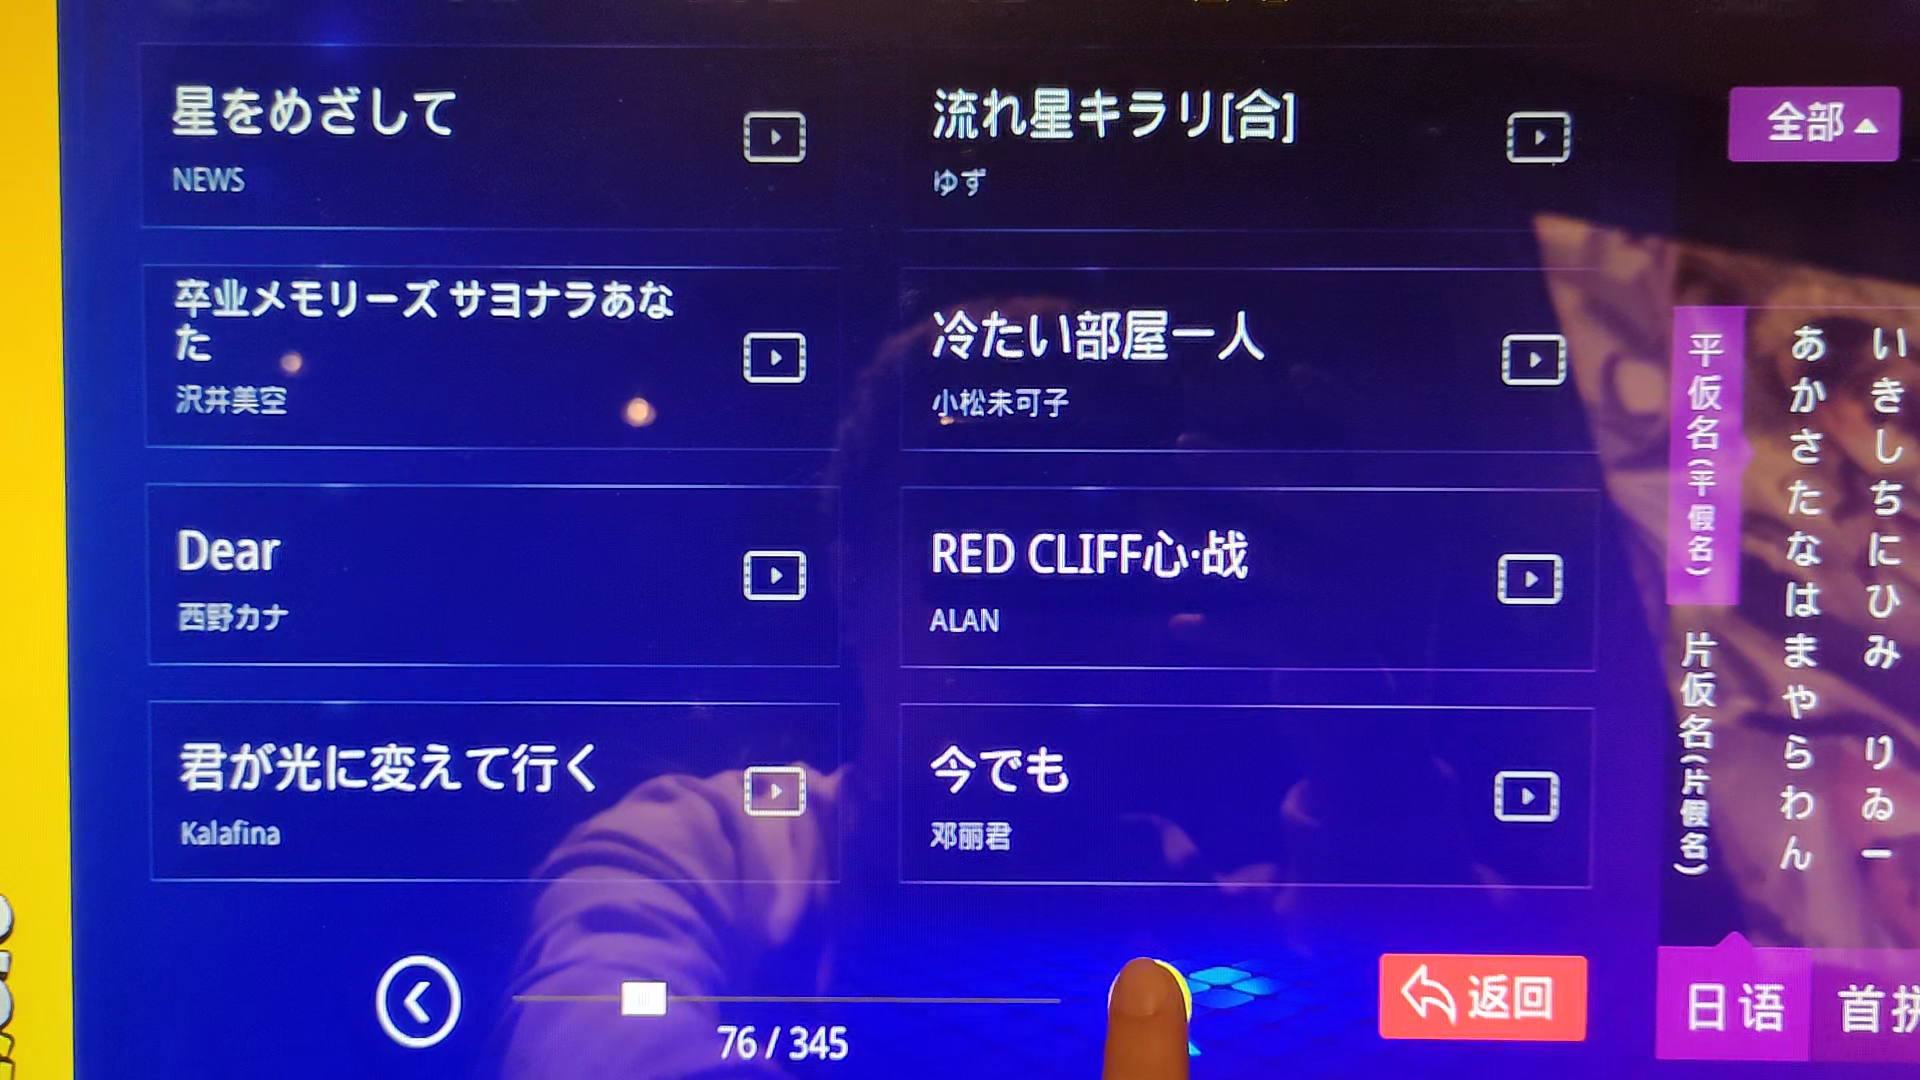 星をめざして
NEWS
流れ星キラリ[合]
ゆず
卒业メモリーズ サヨナラあな
た
沢井美空
冷たい部屋一人
小松未可子
Dear
西野カナ
RED CLIFF心·战
ALAN
君が光に変えて行く
Kalafina
今でも
邓丽君
76 / 345
返回
全部
平仮名(平假名)
片仮名(片假名)
あかさたなはまやらわん
いきしちにひみ りゐー
日语
首拼